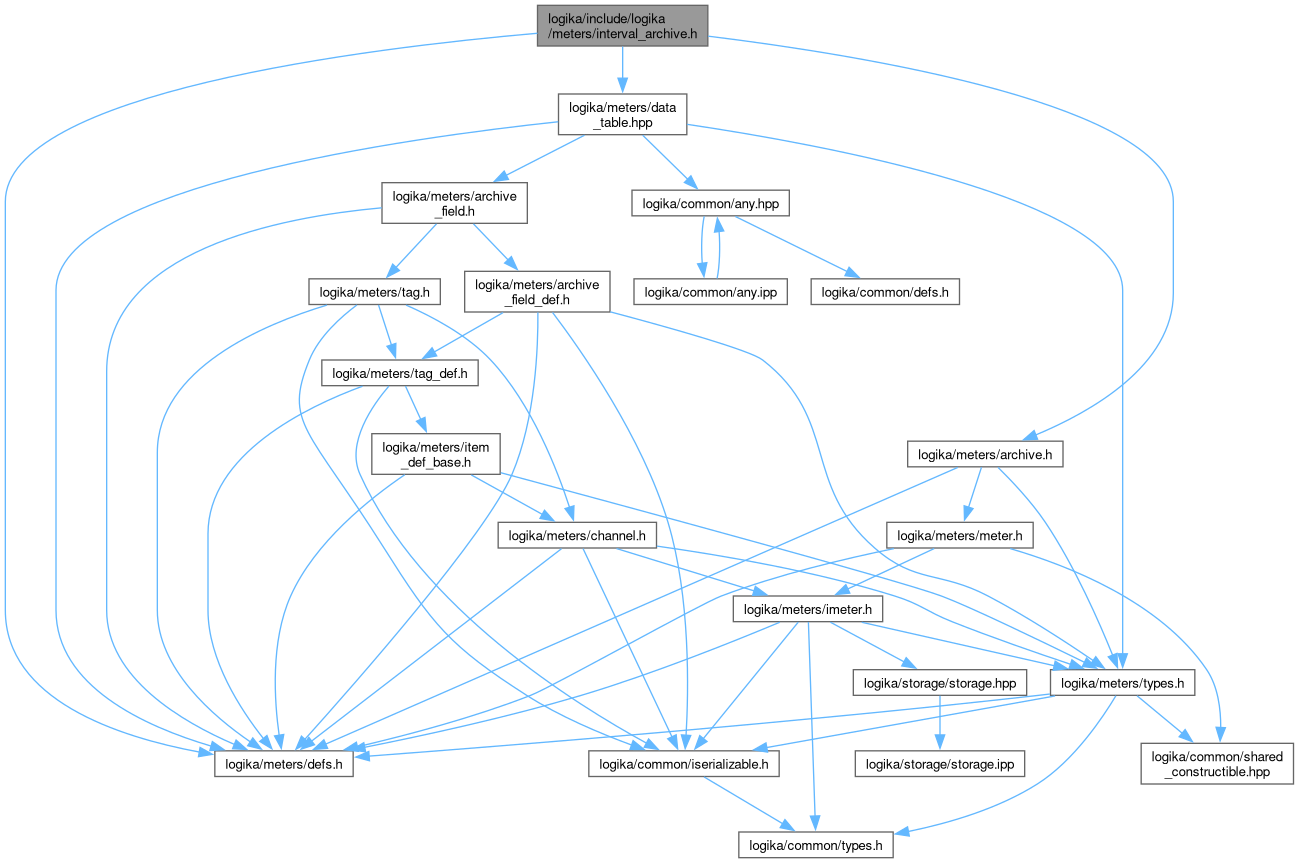 logika/include/logika
/meters/interval_archive.h
logika/meters/data
_table.hpp
logika/meters/archive
_field.h
logika/common/any.hpp
logika/meters/tag.h
logika/meters/archive
_field_def.h
logika/common/any.ipp
logika/common/defs.h
logika/meters/tag_def.h
logika/meters/item
_def_base.h
logika/meters/archive.h
logika/meters/channel.h
logika/meters/meter.h
logika/meters/imeter.h
logika/storage/storage.hpp
logika/meters/types.h
logika/meters/defs.h
logika/common/iserializable.h
logika/storage/storage.ipp
logika/common/shared
_constructible.hpp
logika/common/types.h